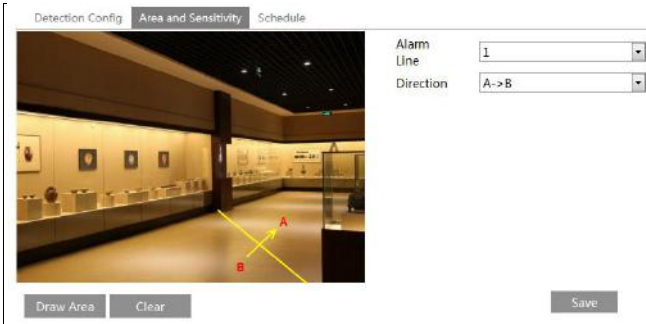 Detection Config Area and Sensitivity Schedule
Alarm Line 1
Direction A->B
A
B
Draw Area Clear Save